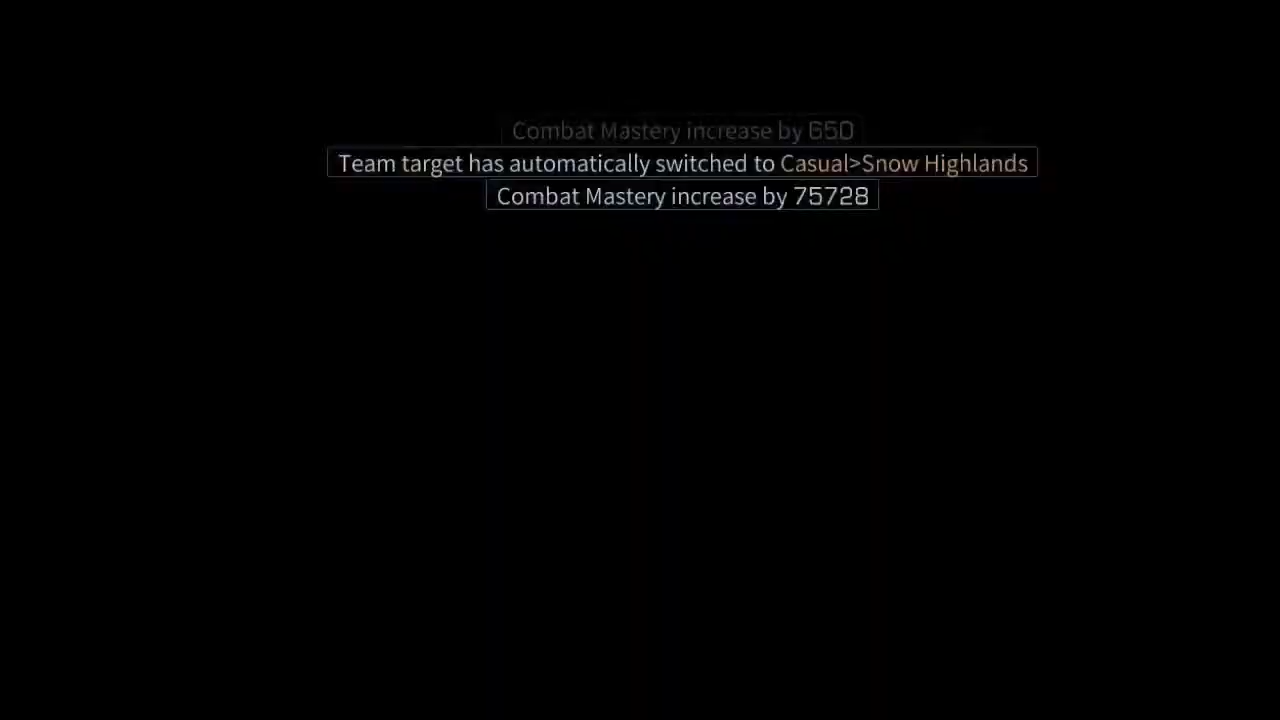 Combat Mastery increase by 650
Team target has automatically switched to Casual>Snow Highlands
Combat Mastery increase by 75728